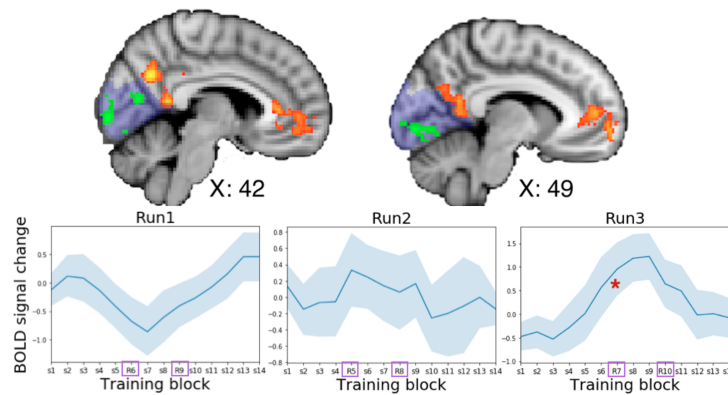 X: 42
X: 49
Run1
Run2
Run3
BOLD signal change
0.5
0.0
-0.5
-1.0
s1 s2 s3 s4 s5 R6 s7 s8 R9 s10 s11 s12 s13 s14
Training block
0.8
0.6
0.4
0.2
0.0
-0.2
-0.4
-0.6
-0.8
s1 s2 s3 s4 R5 s6 s7 R8 s9 s10 s11 s12 s13 s14
Training block
1.5
1.0
0.5
0.0
-0.5
-1.0
s1 s2 s3 s4 s5 s6 R7 s8 s9 R10 s11 s12 s13
Training block
*